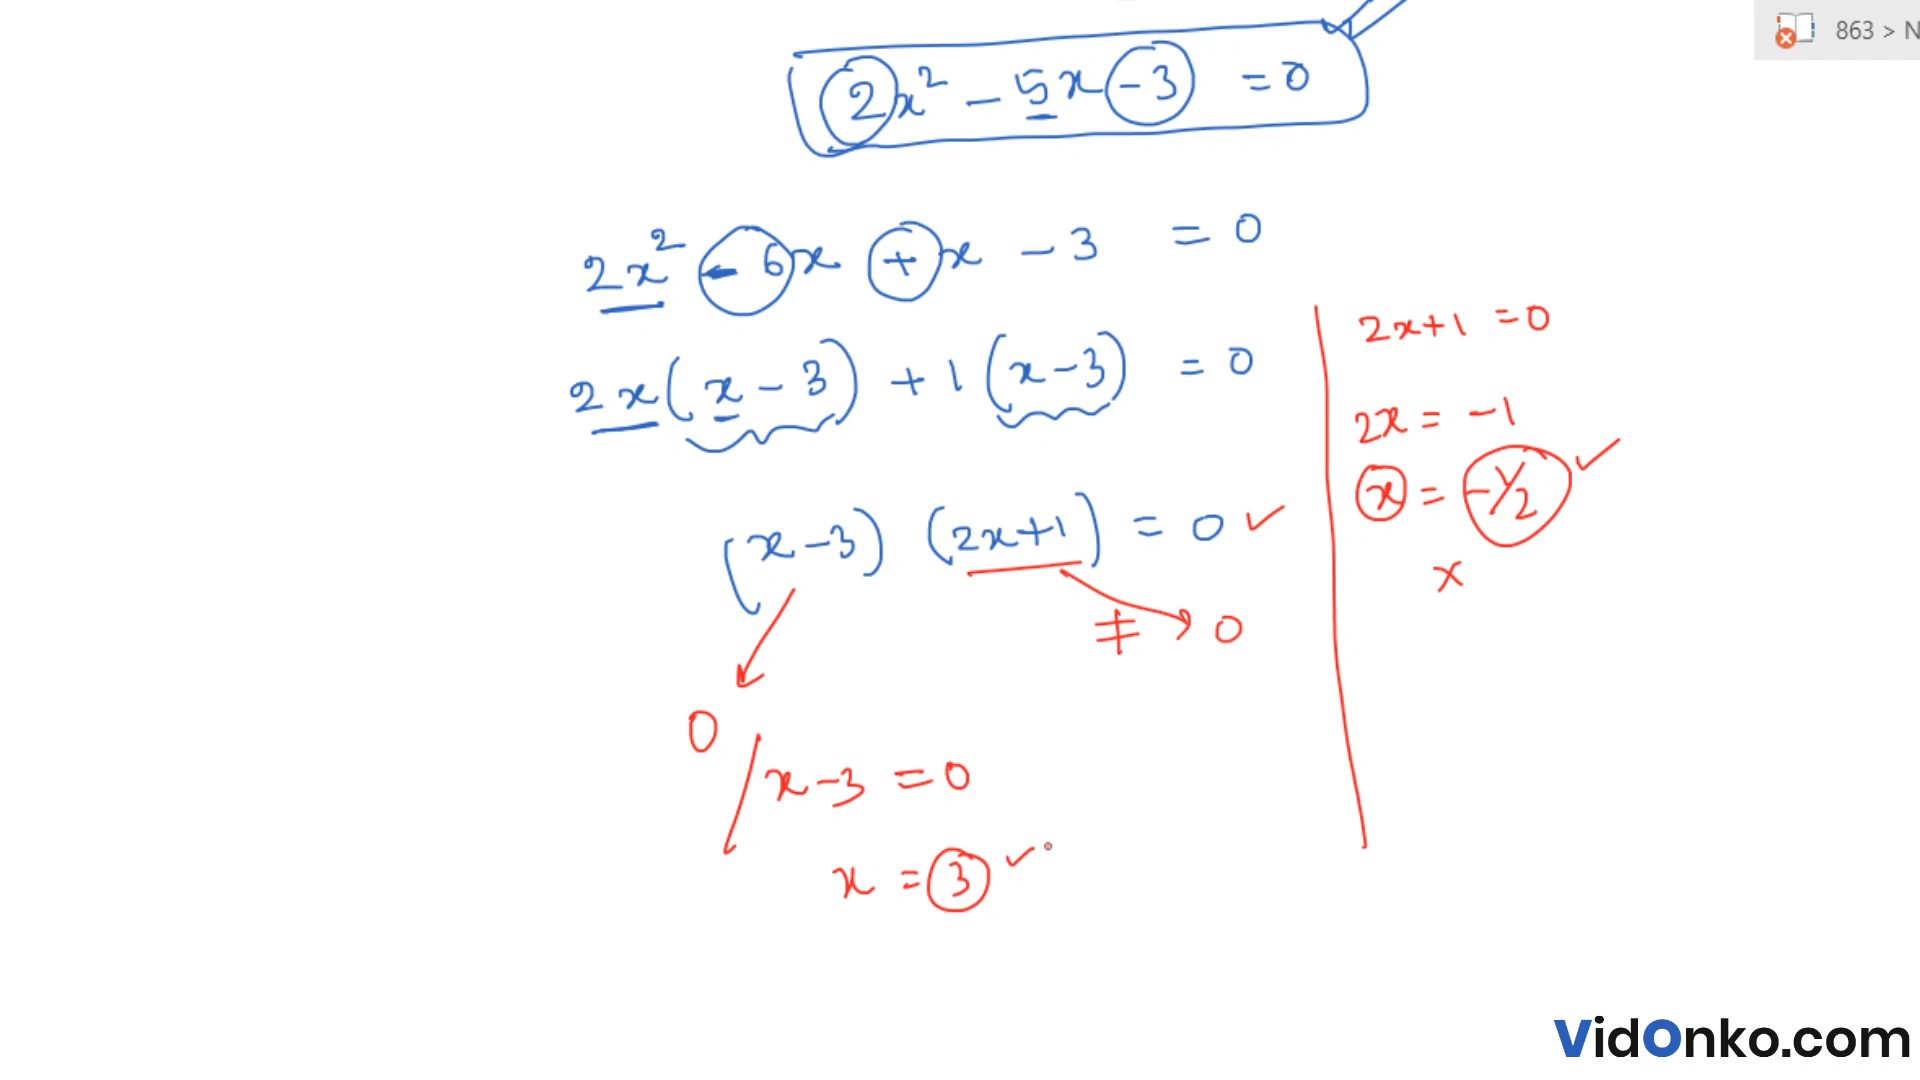 863 > N
2x² - 5x - 3 = 0
2x² - 6x + x - 3 = 0
2x(x - 3) + 1(x - 3) = 0
(x - 3) (2x + 1) = 0 ✓
≠ 0
0
x - 3 = 0
x = 3 ✓
2x + 1 = 0
2x = -1
x = -1/2 ✓
x
VidOnko.com